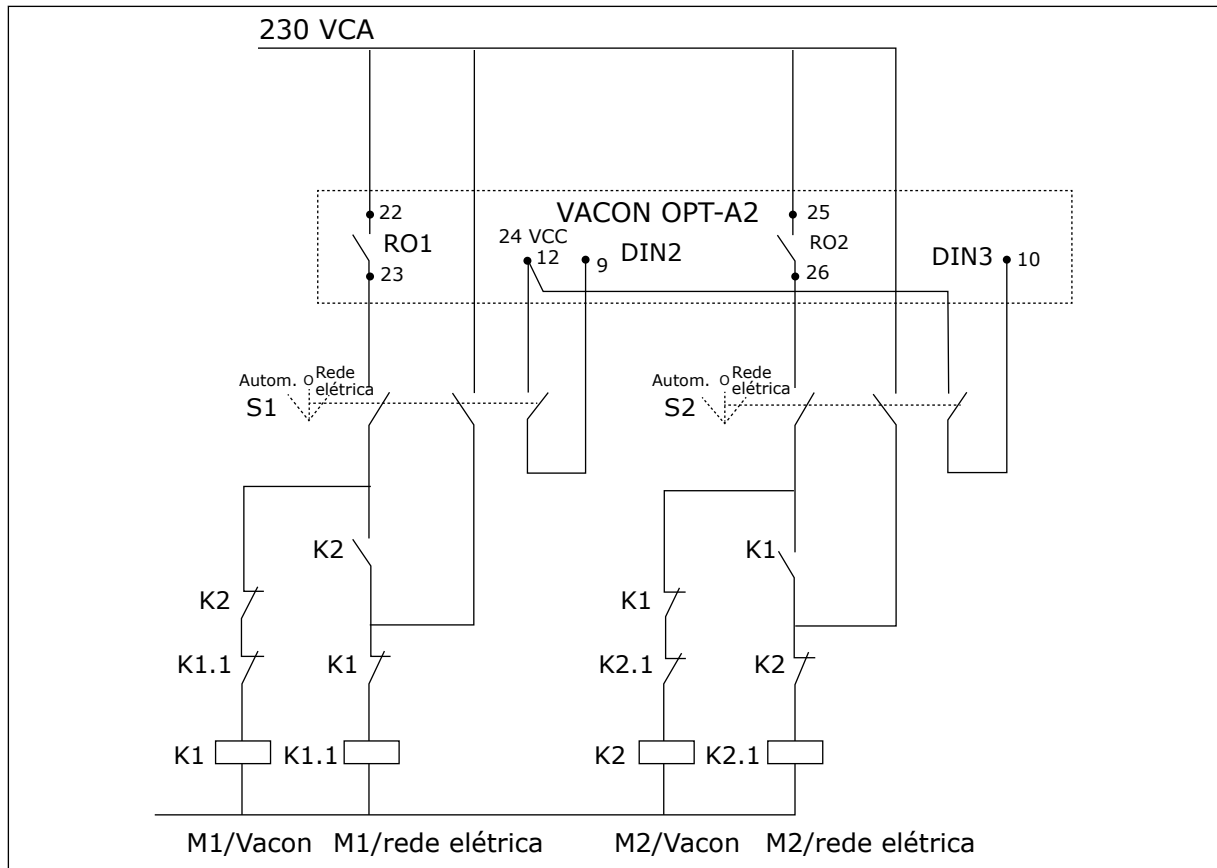 230 VCA
VACON OPT-A2
22
RO1
23
24 VCC
12
9
DIN2
25
RO2
26
DIN3
10
Autom.
O
Rede
elétrica
S1
Autom.
O
Rede
elétrica
S2
K2
K1
K2
K1
K1.1
K1
K2.1
K2
K1
K1.1
K2
K2.1
M1/Vacon
M1/rede elétrica
M2/Vacon
M2/rede elétrica